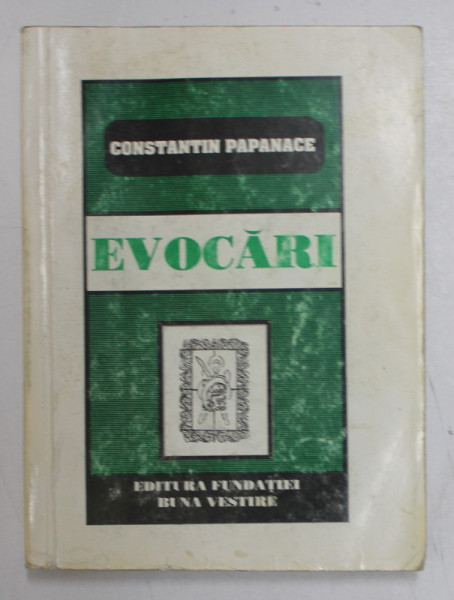 CONSTANTIN PAPANACE
EVOCĂRI
EDITURA FUNDAȚIEI
BUNA VESTIRE